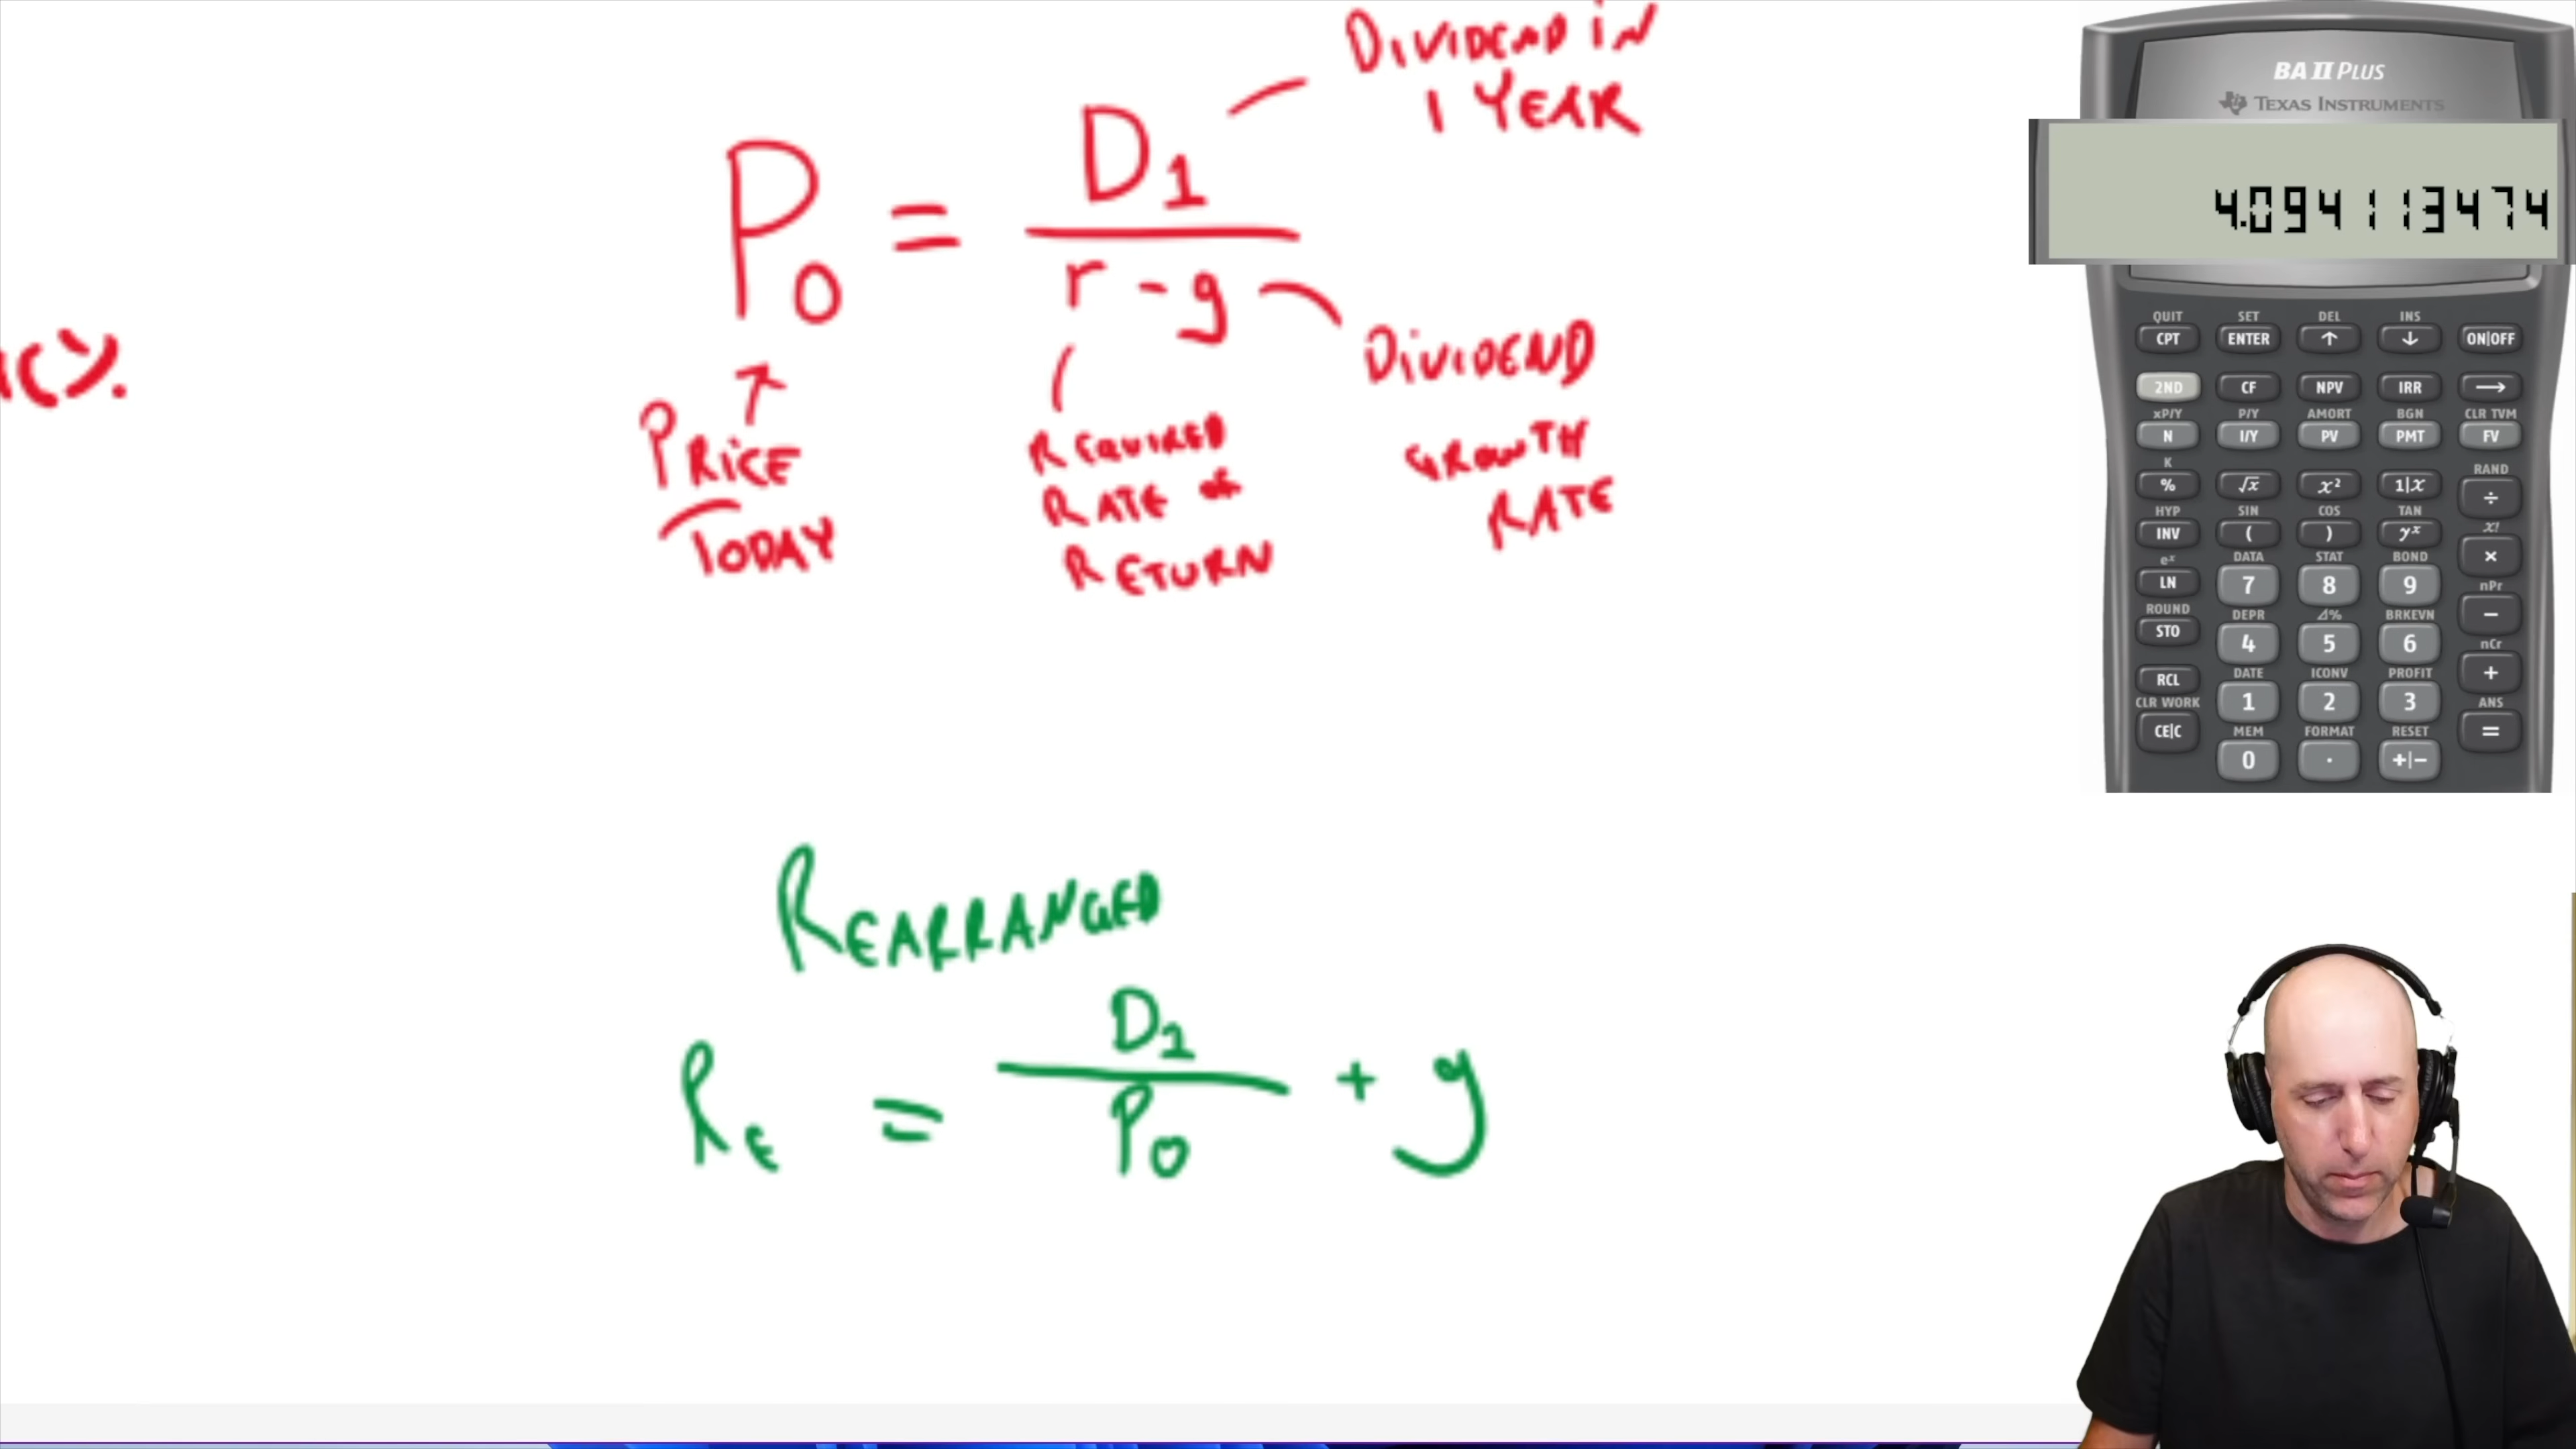 DIVIDEND IN
1 YEAR
P0 = D1
r - g
PRICE
TODAY
REQUIRED
RATE OF
RETURN
DIVIDEND
GROWTH
RATE
REARRANGED
RE = D1
P0
+ g
BA II PLUS
TEXAS INSTRUMENTS
4.094113474
QUIT SET DEL INS
CPT ENTER ↑ ↓ ON|OFF
2ND CF NPV IRR →
xP/Y P/Y AMORT BGN CLR TVM
N I/Y PV PMT FV
K RAND
% √x x² 1|x ÷
HYP SIN COS TAN x!
INV ( ) yˣ ×
eˣ DATA STAT BOND nPr
LN 7 8 9 −
ROUND DEPR Δ% BRKEVN nCr
STO 4 5 6 +
DATE ICONV PROFIT
RCL 1 2 3
CLR WORK MEM FORMAT RESET ANS
CE|C 0 . +|− =